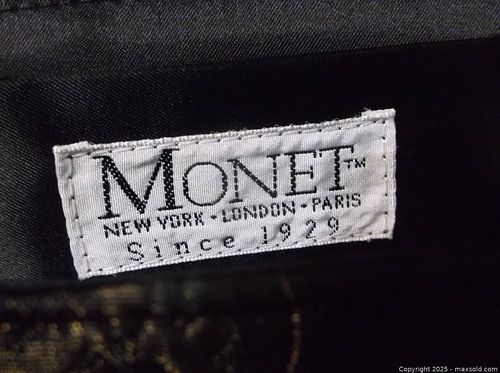 MONET™
NEW YORK • LONDON • PARIS
Since 1929
Copyright 2025 - maxsold.com